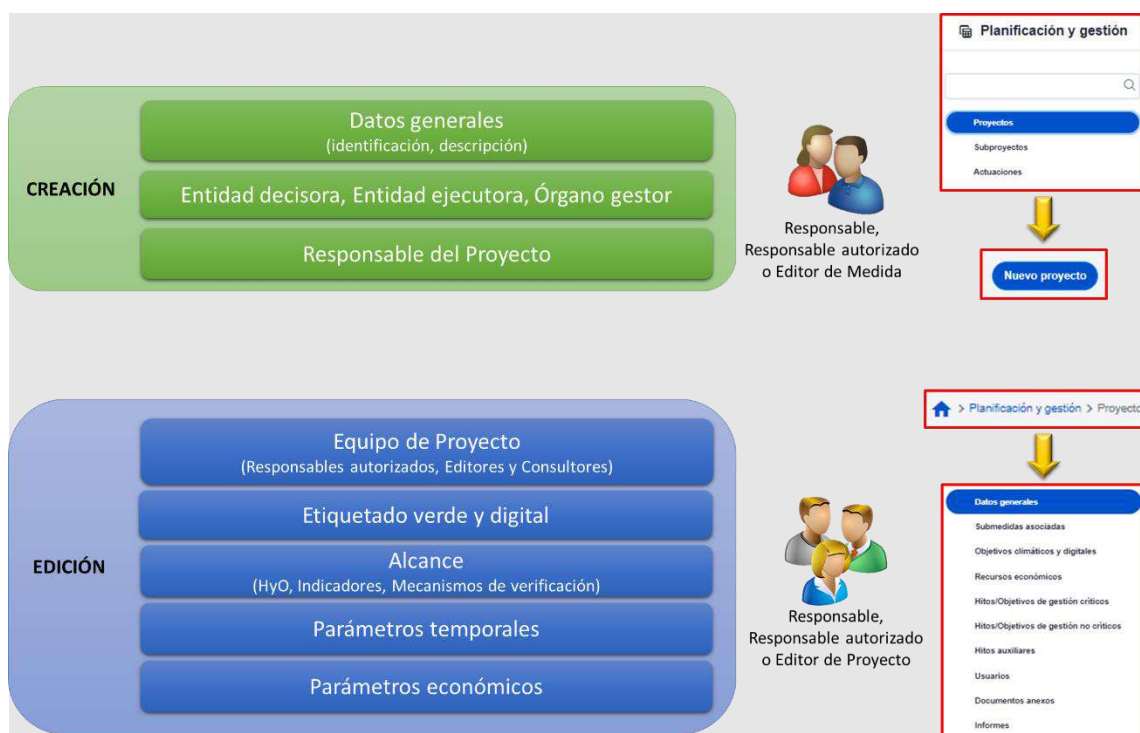 CREACIÓN
Datos generales
(identificación, descripción)
Entidad decisora, Entidad ejecutora, Órgano gestor
Responsable del Proyecto
Responsable,
Responsable autorizado
o Editor de Medida
Planificación y gestión
Proyectos
Subproyectos
Actuaciones
Nuevo proyecto
EDICIÓN
Equipo de Proyecto
(Responsables autorizados, Editores y Consultores)
Etiquetado verde y digital
Alcance
(HyO, Indicadores, Mecanismos de verificación)
Parámetros temporales
Parámetros económicos
Responsable,
Responsable autorizado
o Editor de Proyecto
> Planificación y gestión > Proyecto
Datos generales
Submedidas asociadas
Objetivos climáticos y digitales
Recursos económicos
Hitos/Objetivos de gestión críticos
Hitos/Objetivos de gestión no críticos
Hitos auxiliares
Usuarios
Documentos anexos
Informes